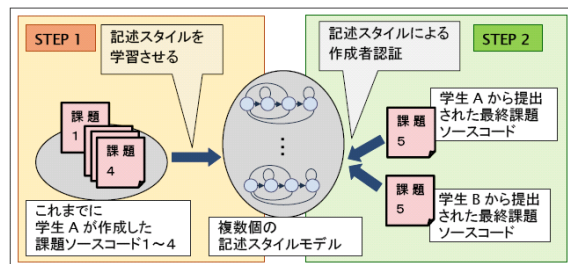 STEP 1
記述スタイルを
学習させる
記述スタイルによる
作成者認証
STEP 2
課 題
1
課 題
4
これまでに
学生 A が作成した
課題ソースコード1〜4
⋮
複数個の
記述スタイルモデル
課 題
5
学生 A から提出
された最終課題
ソースコード
課 題
5
学生 B から提出
された最終課題
ソースコード